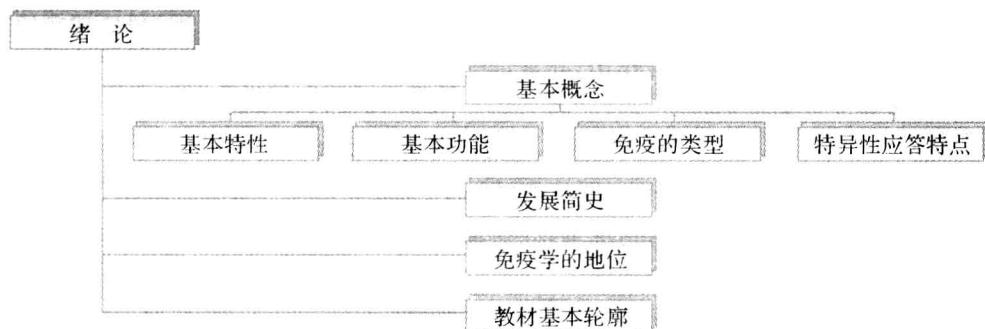 绪 论
基本概念
基本特性 基本功能 免疫的类型 特异性应答特点
发展简史
免疫学的地位
教材基本轮廓